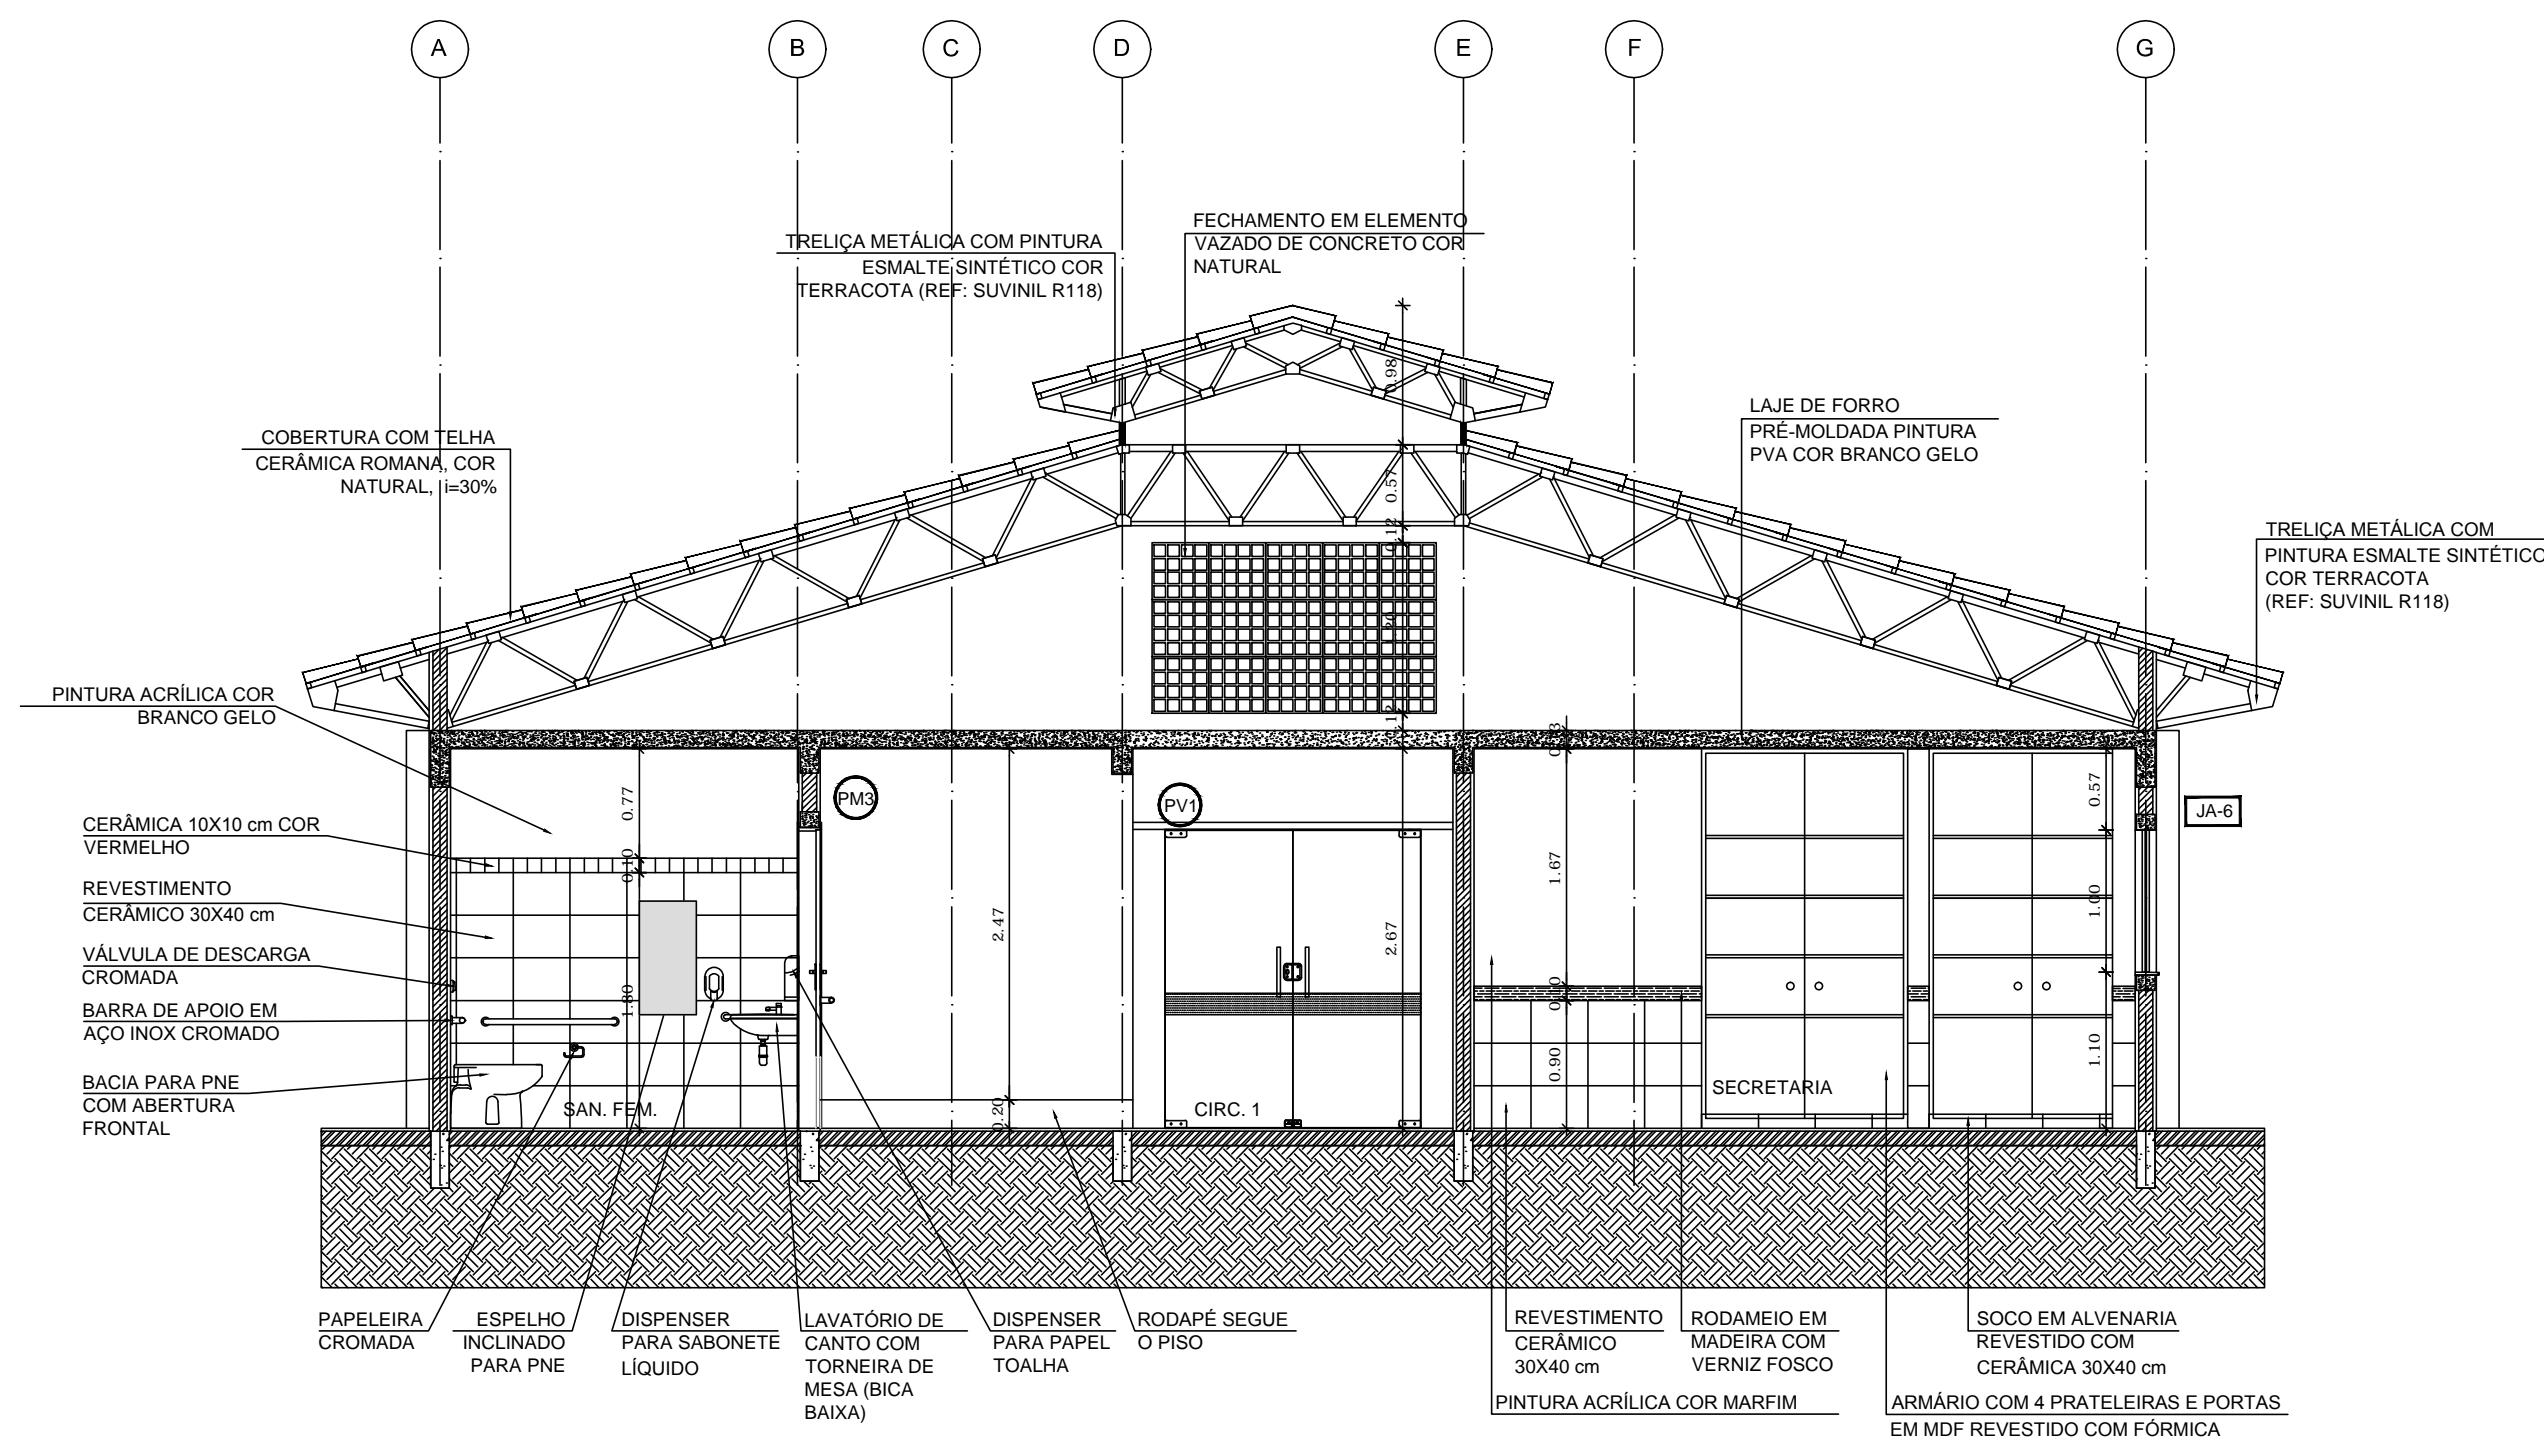 A
B
C
D
E
F
G
FECHAMENTO EM ELEMENTO
VAZADO DE CONCRETO COR
NATURAL
TRELIÇA METÁLICA COM PINTURA
ESMALTE SINTÉTICO COR
TERRACOTA (REF: SUVINIL R118)
COBERTURA COM TELHA
CERÂMICA ROMANA, COR
NATURAL, i=30%
LAJE DE FORRO
PRÉ-MOLDADA PINTURA
PVA COR BRANCO GELO
TRELIÇA METÁLICA COM
PINTURA ESMALTE SINTÉTICO
COR TERRACOTA
(REF: SUVINIL R118)
0.98
0.57
0.12
1.20
PINTURA ACRÍLICA COR
BRANCO GELO
CERÂMICA 10X10 cm COR
VERMELHO
REVESTIMENTO
CERÂMICO 30X40 cm
VÁLVULA DE DESCARGA
CROMADA
BARRA DE APOIO EM
AÇO INOX CROMADO
BACIA PARA PNE
COM ABERTURA
FRONTAL
0.77
0.10
1.80
SAN. FEM.
PM3
2.47
0.20
PV1
2.67
CIRC. 1
1.67
0.10
0.90
SECRETARIA
0.57
1.00
1.10
JA-6
PAPELEIRA
CROMADA
ESPELHO
INCLINADO
PARA PNE
DISPENSER
PARA SABONETE
LÍQUIDO
LAVATÓRIO DE
CANTO COM
TORNEIRA DE
MESA (BICA
BAIXA)
DISPENSER
PARA PAPEL
TOALHA
RODAPÉ SEGUE
O PISO
REVESTIMENTO
CERÂMICO
30X40 cm
RODAMEIO EM
MADEIRA COM
VERNIZ FOSCO
SOCO EM ALVENARIA
REVESTIDO COM
CERÂMICA 30X40 cm
PINTURA ACRÍLICA COR MARFIM
ARMÁRIO COM 4 PRATELEIRAS E PORTAS
EM MDF REVESTIDO COM FÓRMICA